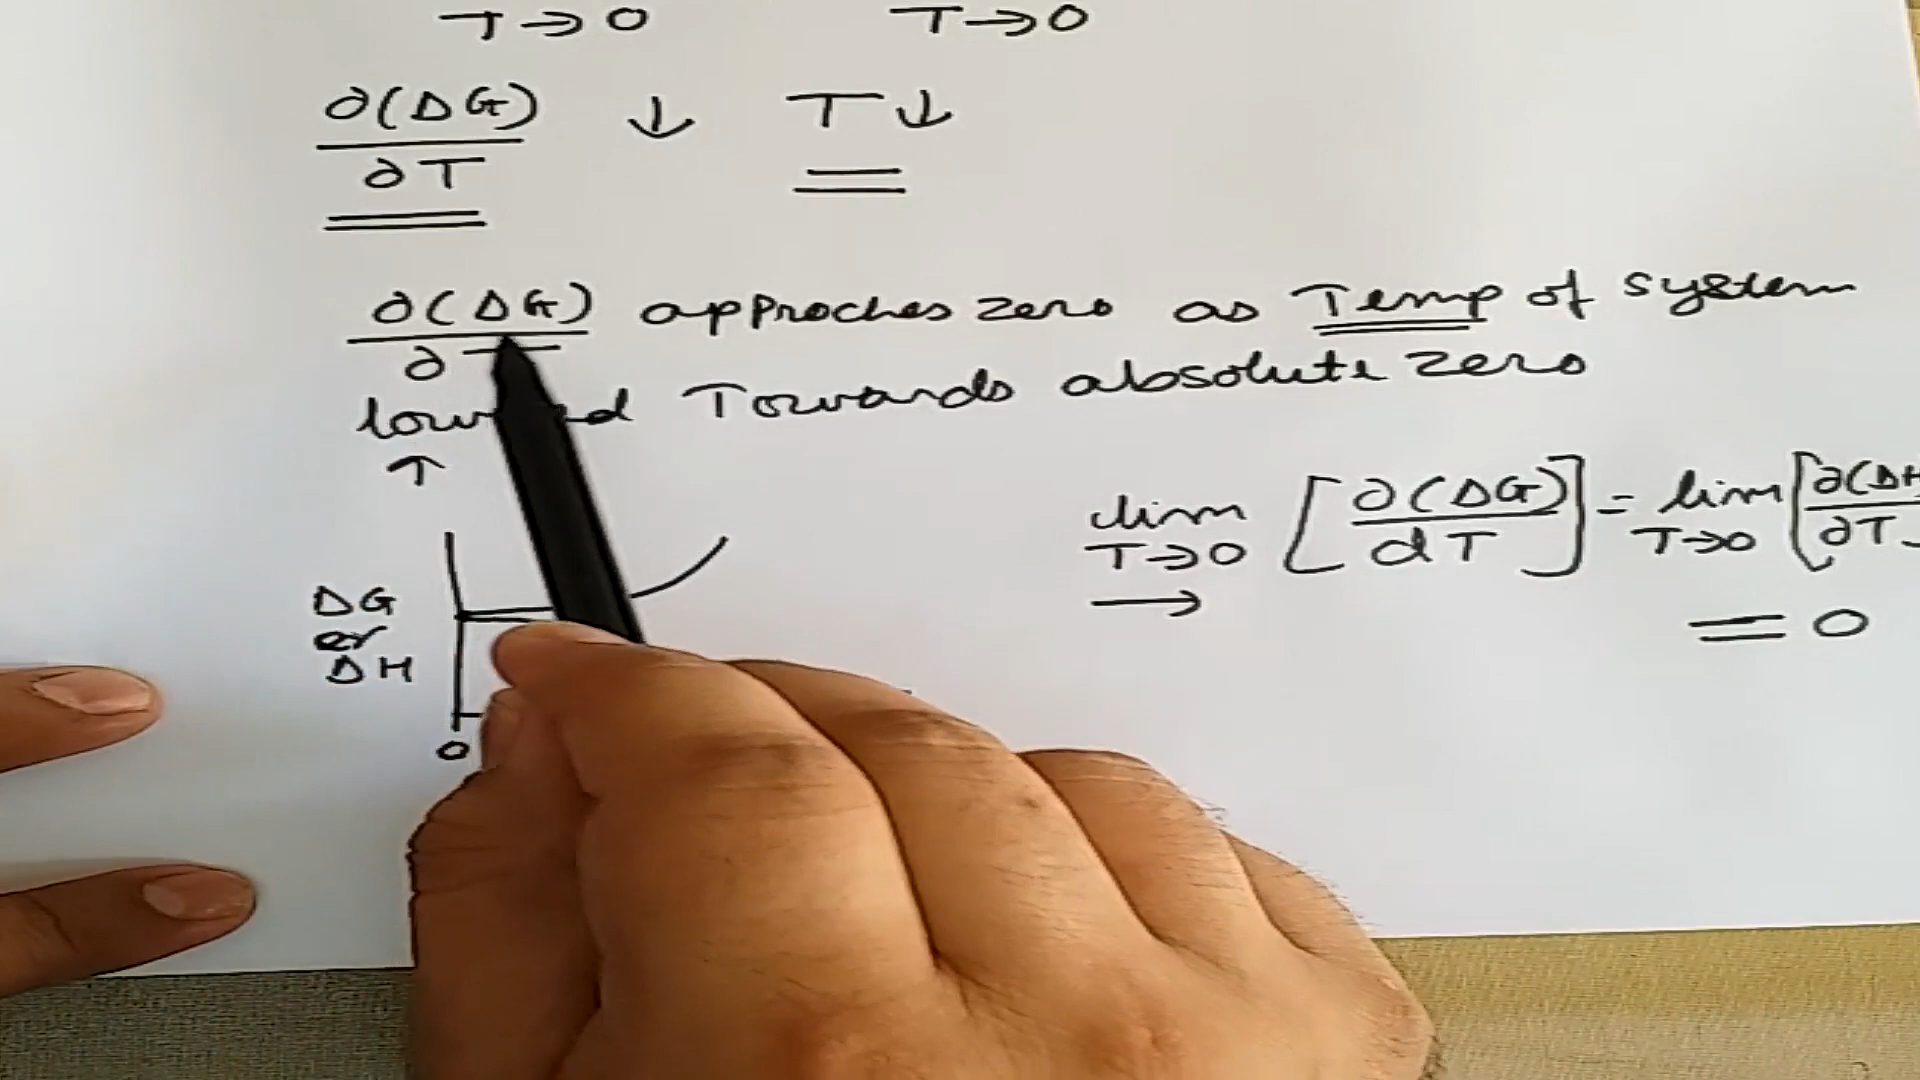 T→0 T→0
∂(ΔG) ↓ T↓
∂T
∂(ΔG) approches zero as Temp of system
∂T
Towards absolute zero
↑
lim [∂(ΔG)] = lim [∂(ΔH
T→0 dT T→0 ∂T
→
= 0
ΔG
or
ΔH
0